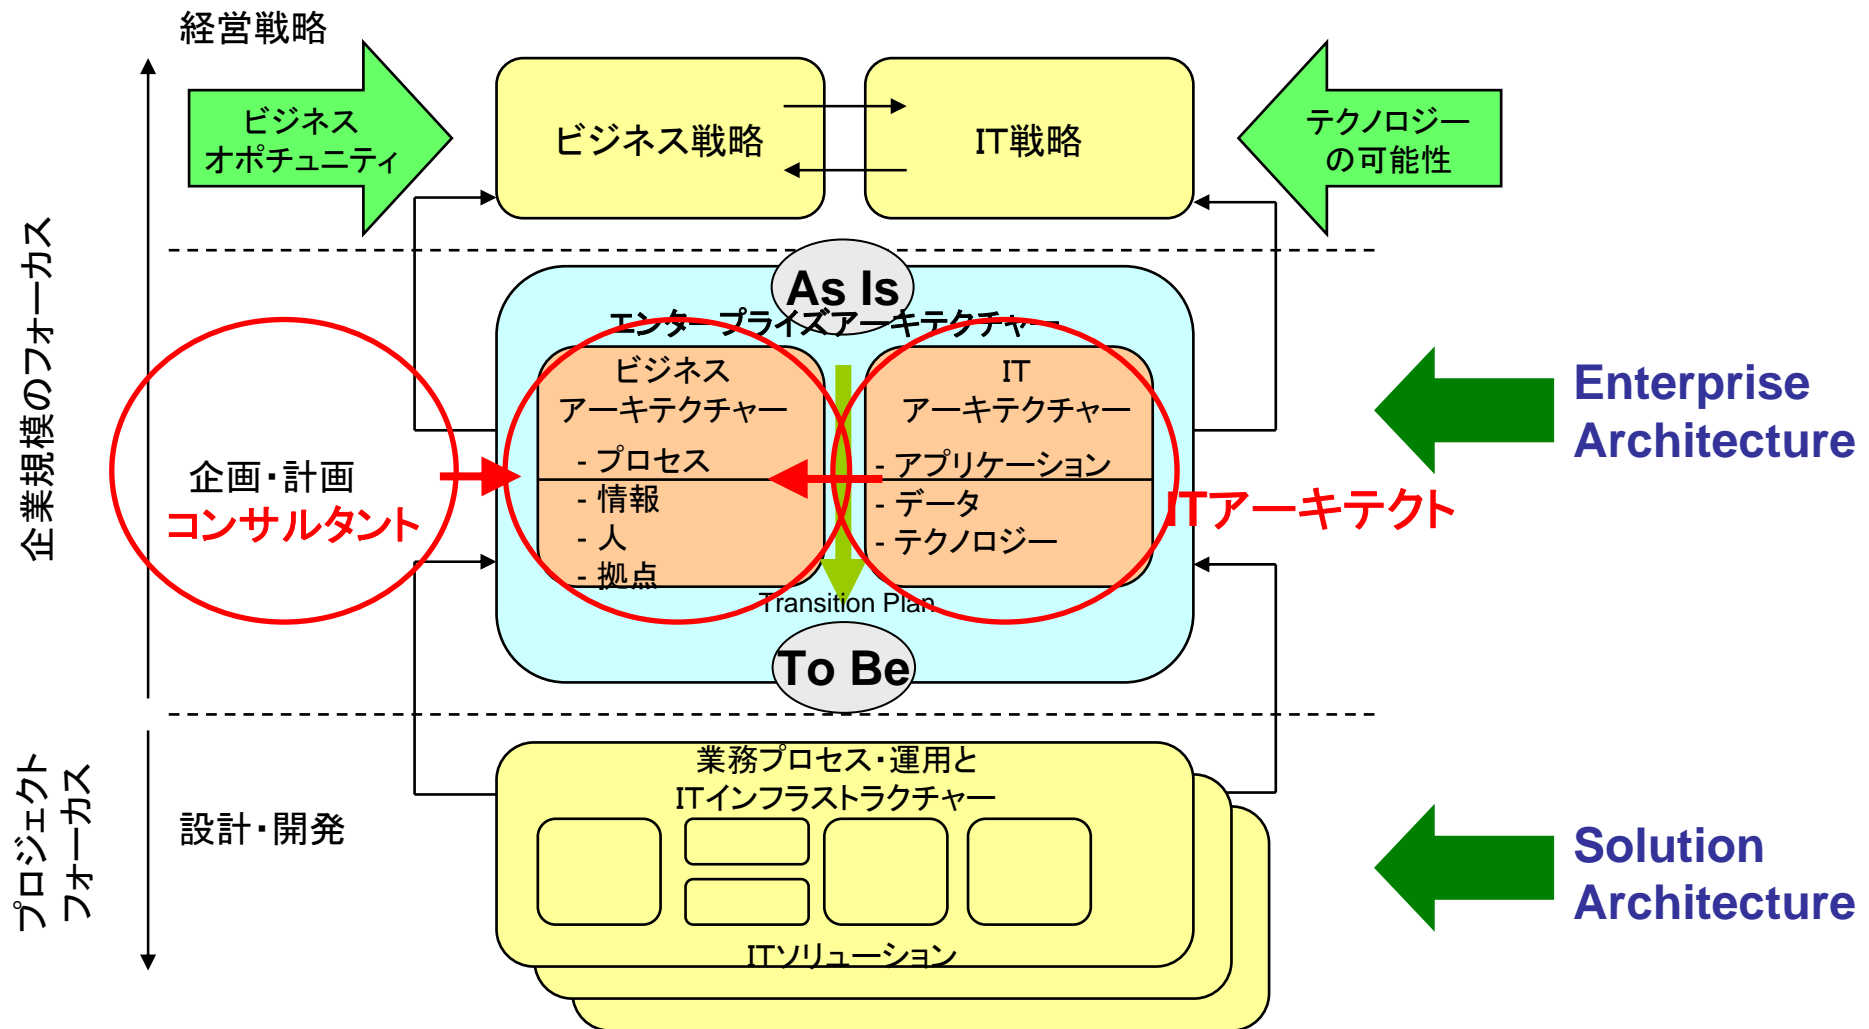 経営戦略
ビジネス
オポチュニティ
ビジネス戦略
IT戦略
テクノロジー
の可能性
企業規模のフォーカス
As Is
エンタープライズアーキテクチャー
ビジネス
アーキテクチャー
- プロセス
- 情報
- 人
- 拠点
IT
アーキテクチャー
- アプリケーション
- データ
- テクノロジー
企画・計画
コンサルタント
ITアーキテクト
Enterprise
Architecture
Transition Plan
To Be
プロジェクト
フォーカス
設計・開発
業務プロセス・運用と
ITインフラストラクチャー
ITソリューション
Solution
Architecture